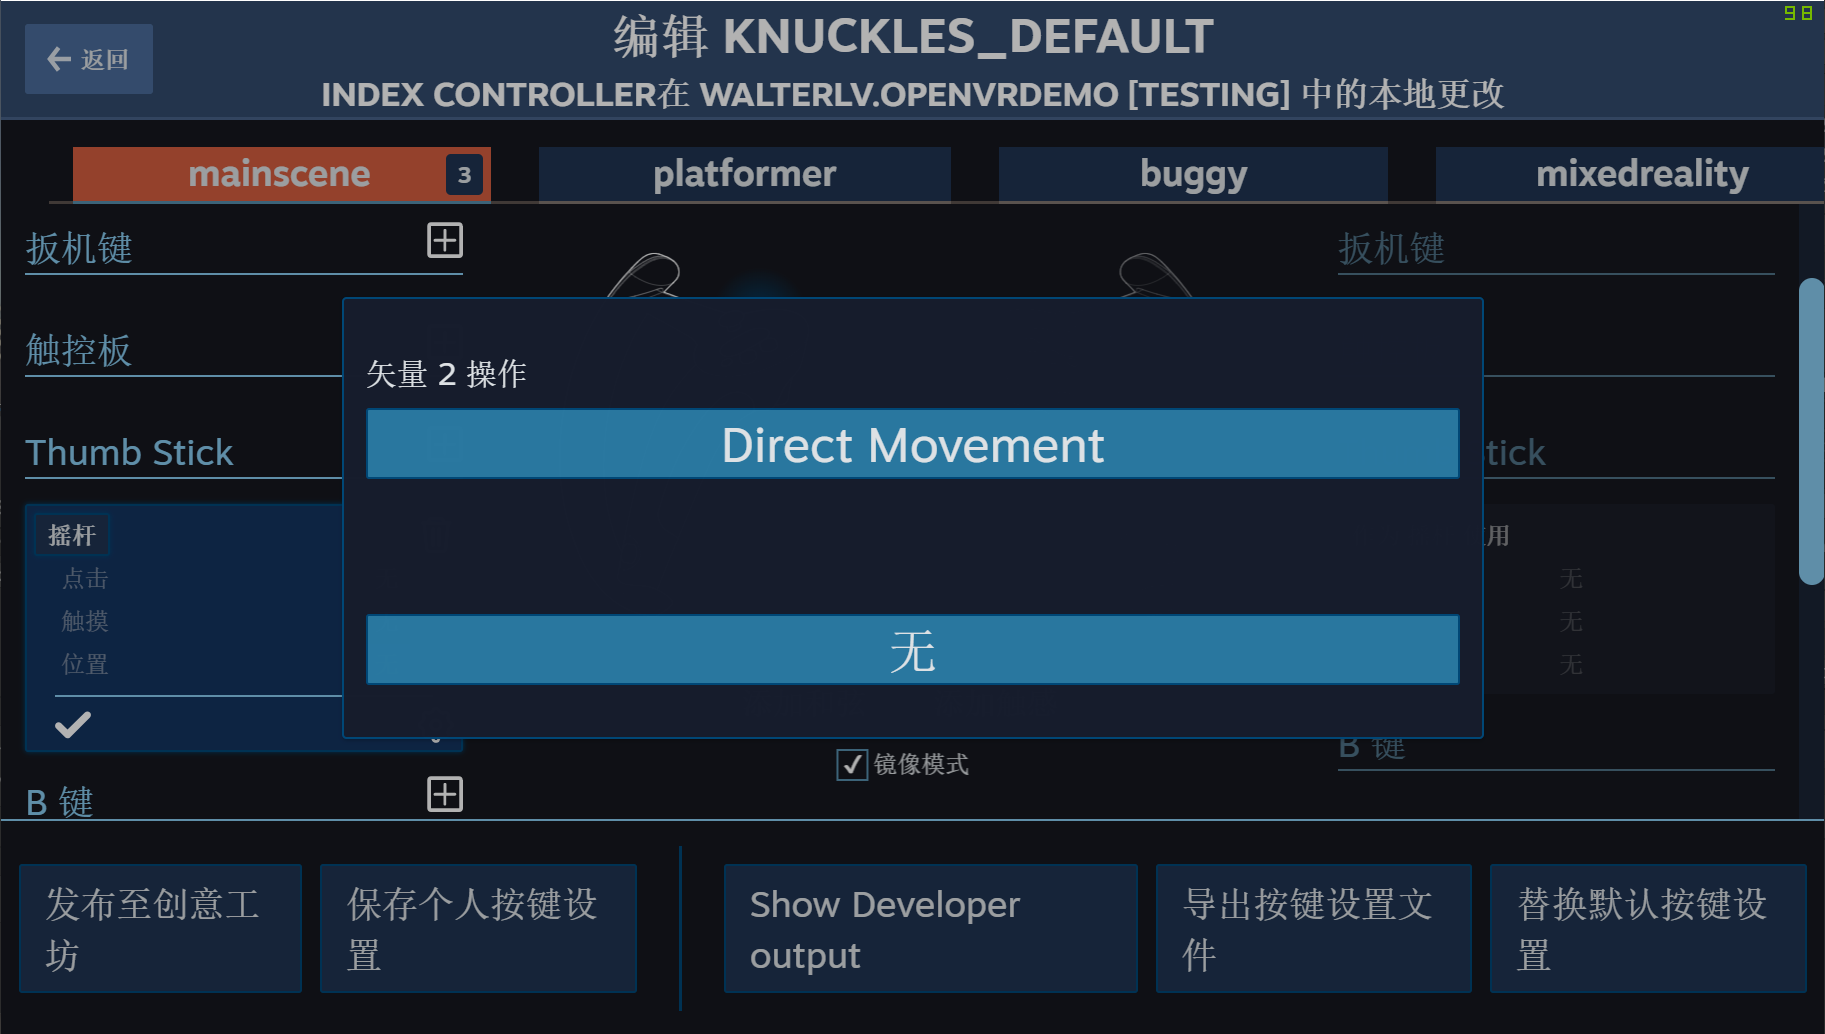 98
返回
编辑 KNUCKLES_DEFAULT
INDEX CONTROLLER在 WALTERLV.OPENVRDEMO [TESTING] 中的本地更改
mainscene 3
platformer
buggy
mixedreality
扳机键
扳机键
触控板
矢量 2 操作
Direct Movement
Thumb Stick
tick
摇杆
用
点击
无
触摸
无
位置
无
无
B 键
镜像模式
B 键
发布至创意工
坊
保存个人按键设
置
Show Developer
output
导出按键设置文
件
替换默认按键设
置